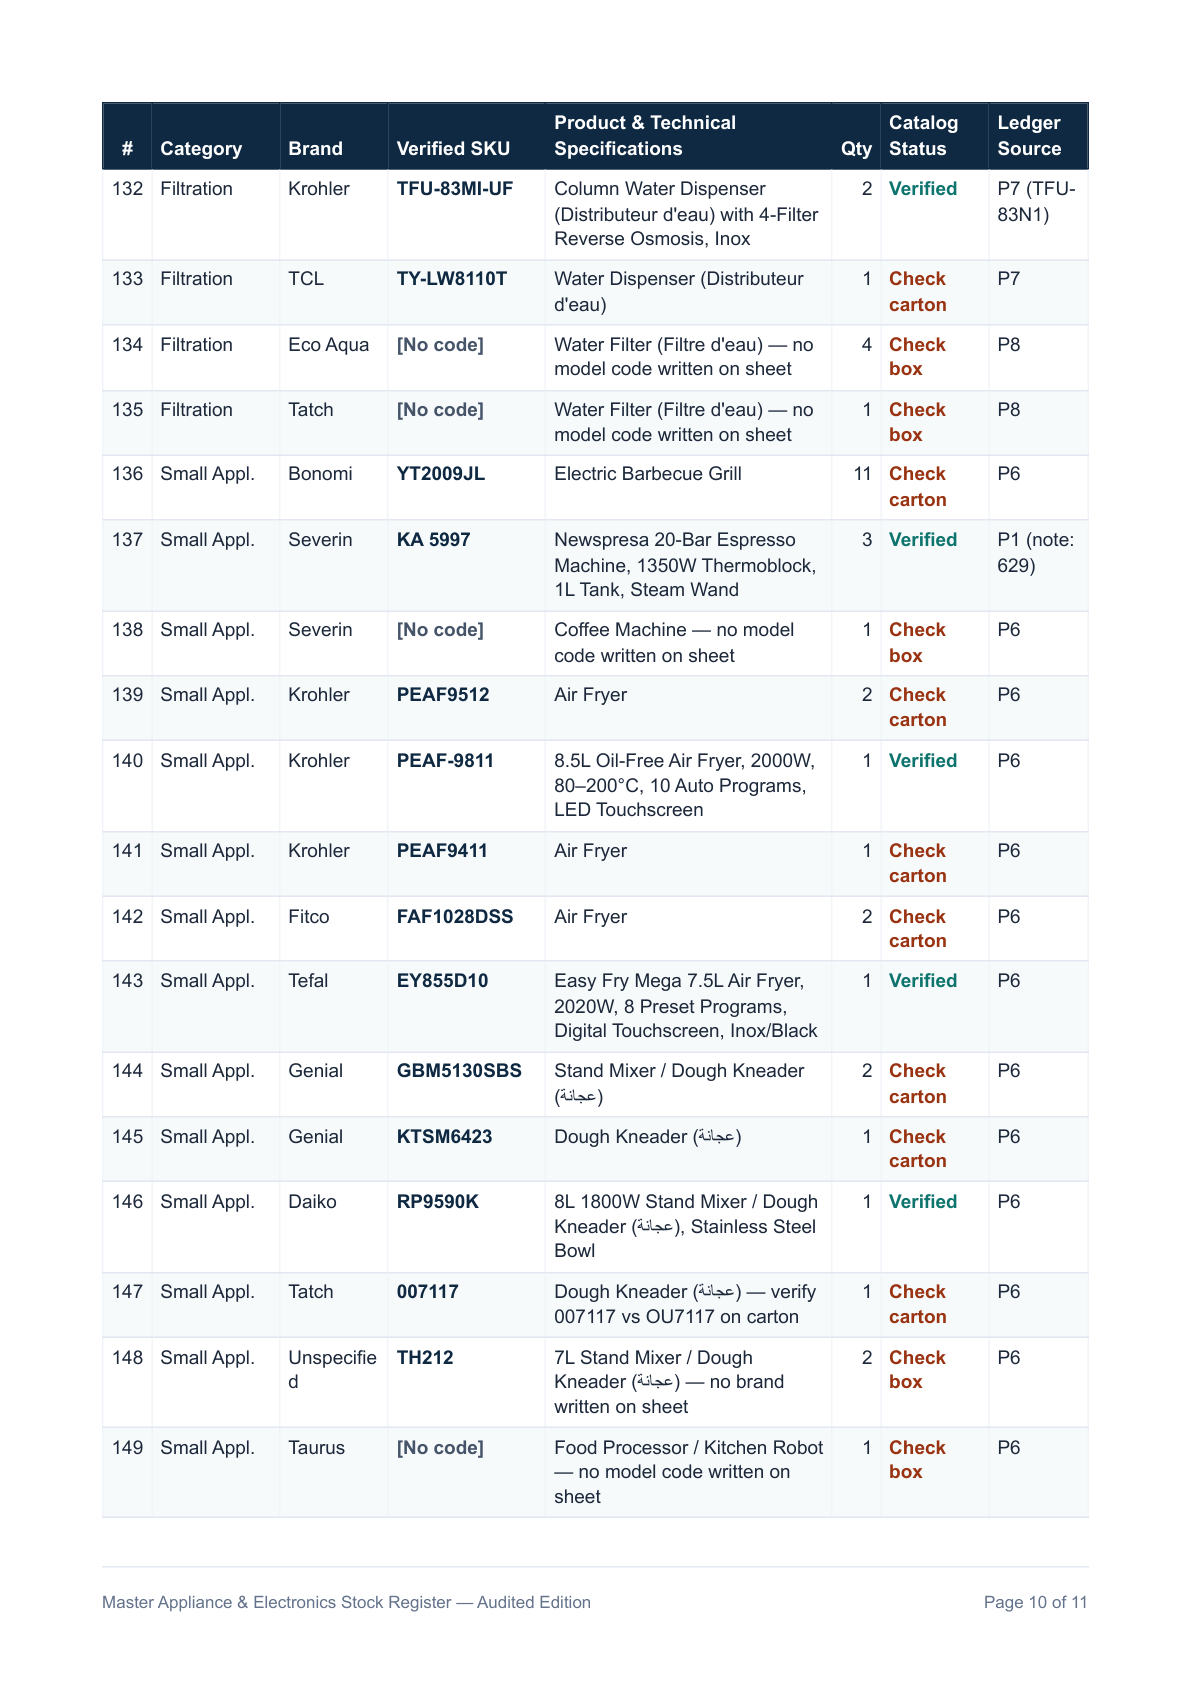 # Category Brand Verified SKU Product & Technical Specifications Qty Catalog Status Ledger Source
132 Filtration Krohler TFU-83MI-UF Column Water Dispenser 2 Verified P7 (TFU-
(Distributeur d'eau) with 4-Filter 83N1)
Reverse Osmosis, Inox
133 Filtration TCL TY-LW8110T Water Dispenser (Distributeur 1 Check P7
d'eau) carton
134 Filtration Eco Aqua [No code] Water Filter (Filtre d'eau) — no 4 Check P8
model code written on sheet box
135 Filtration Tatch [No code] Water Filter (Filtre d'eau) — no 1 Check P8
model code written on sheet box
136 Small Appl. Bonomi YT2009JL Electric Barbecue Grill 11 Check P6
carton
137 Small Appl. Severin KA 5997 Newspresa 20-Bar Espresso 3 Verified P1 (note:
Machine, 1350W Thermoblock, 629)
1L Tank, Steam Wand
138 Small Appl. Severin [No code] Coffee Machine — no model 1 Check P6
code written on sheet box
139 Small Appl. Krohler PEAF9512 Air Fryer 2 Check P6
carton
140 Small Appl. Krohler PEAF-9811 8.5L Oil-Free Air Fryer, 2000W, 1 Verified P6
80–200°C, 10 Auto Programs,
LED Touchscreen
141 Small Appl. Krohler PEAF9411 Air Fryer 1 Check P6
carton
142 Small Appl. Fitco FAF1028DSS Air Fryer 2 Check P6
carton
143 Small Appl. Tefal EY855D10 Easy Fry Mega 7.5L Air Fryer, 1 Verified P6
2020W, 8 Preset Programs,
Digital Touchscreen, Inox/Black
144 Small Appl. Genial GBM5130SBS Stand Mixer / Dough Kneader 2 Check P6
(عجانة) carton
145 Small Appl. Genial KTSM6423 Dough Kneader (عجانة) 1 Check P6
carton
146 Small Appl. Daiko RP9590K 8L 1800W Stand Mixer / Dough 1 Verified P6
Kneader (عجانة), Stainless Steel
Bowl
147 Small Appl. Tatch 007117 Dough Kneader (عجانة) — verify 1 Check P6
007117 vs OU7117 on carton carton
148 Small Appl. Unspecifie TH212 7L Stand Mixer / Dough 2 Check P6
d Kneader (عجانة) — no brand box
written on sheet
149 Small Appl. Taurus [No code] Food Processor / Kitchen Robot 1 Check P6
— no model code written on box
sheet
Master Appliance & Electronics Stock Register — Audited Edition Page 10 of 11